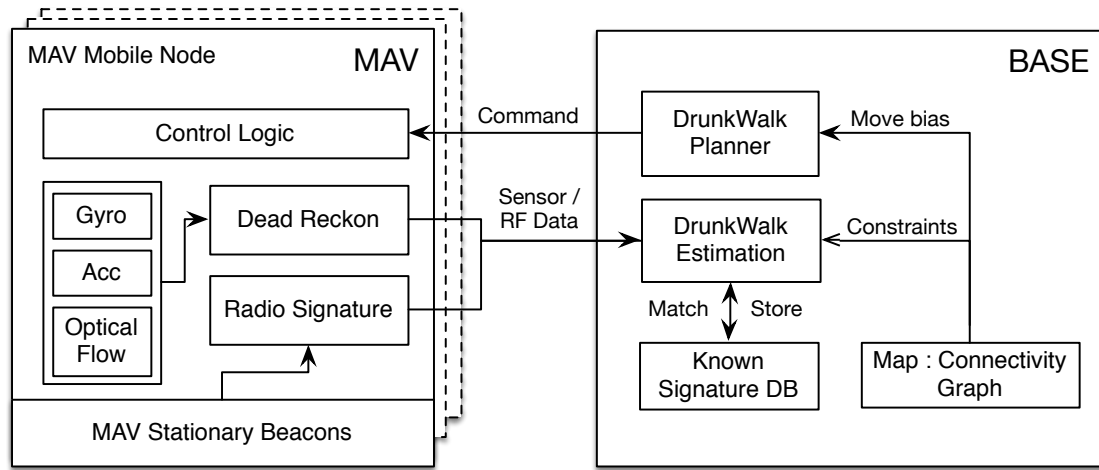 MAV Mobile Node
MAV
Control Logic
Gyro
Acc
Optical
Flow
Dead Reckon
Radio Signature
MAV Stationary Beacons
Command
Sensor /
RF Data
BASE
DrunkWalk
Planner
Move bias
DrunkWalk
Estimation
Constraints
Match
Store
Known
Signature DB
Map : Connectivity
Graph